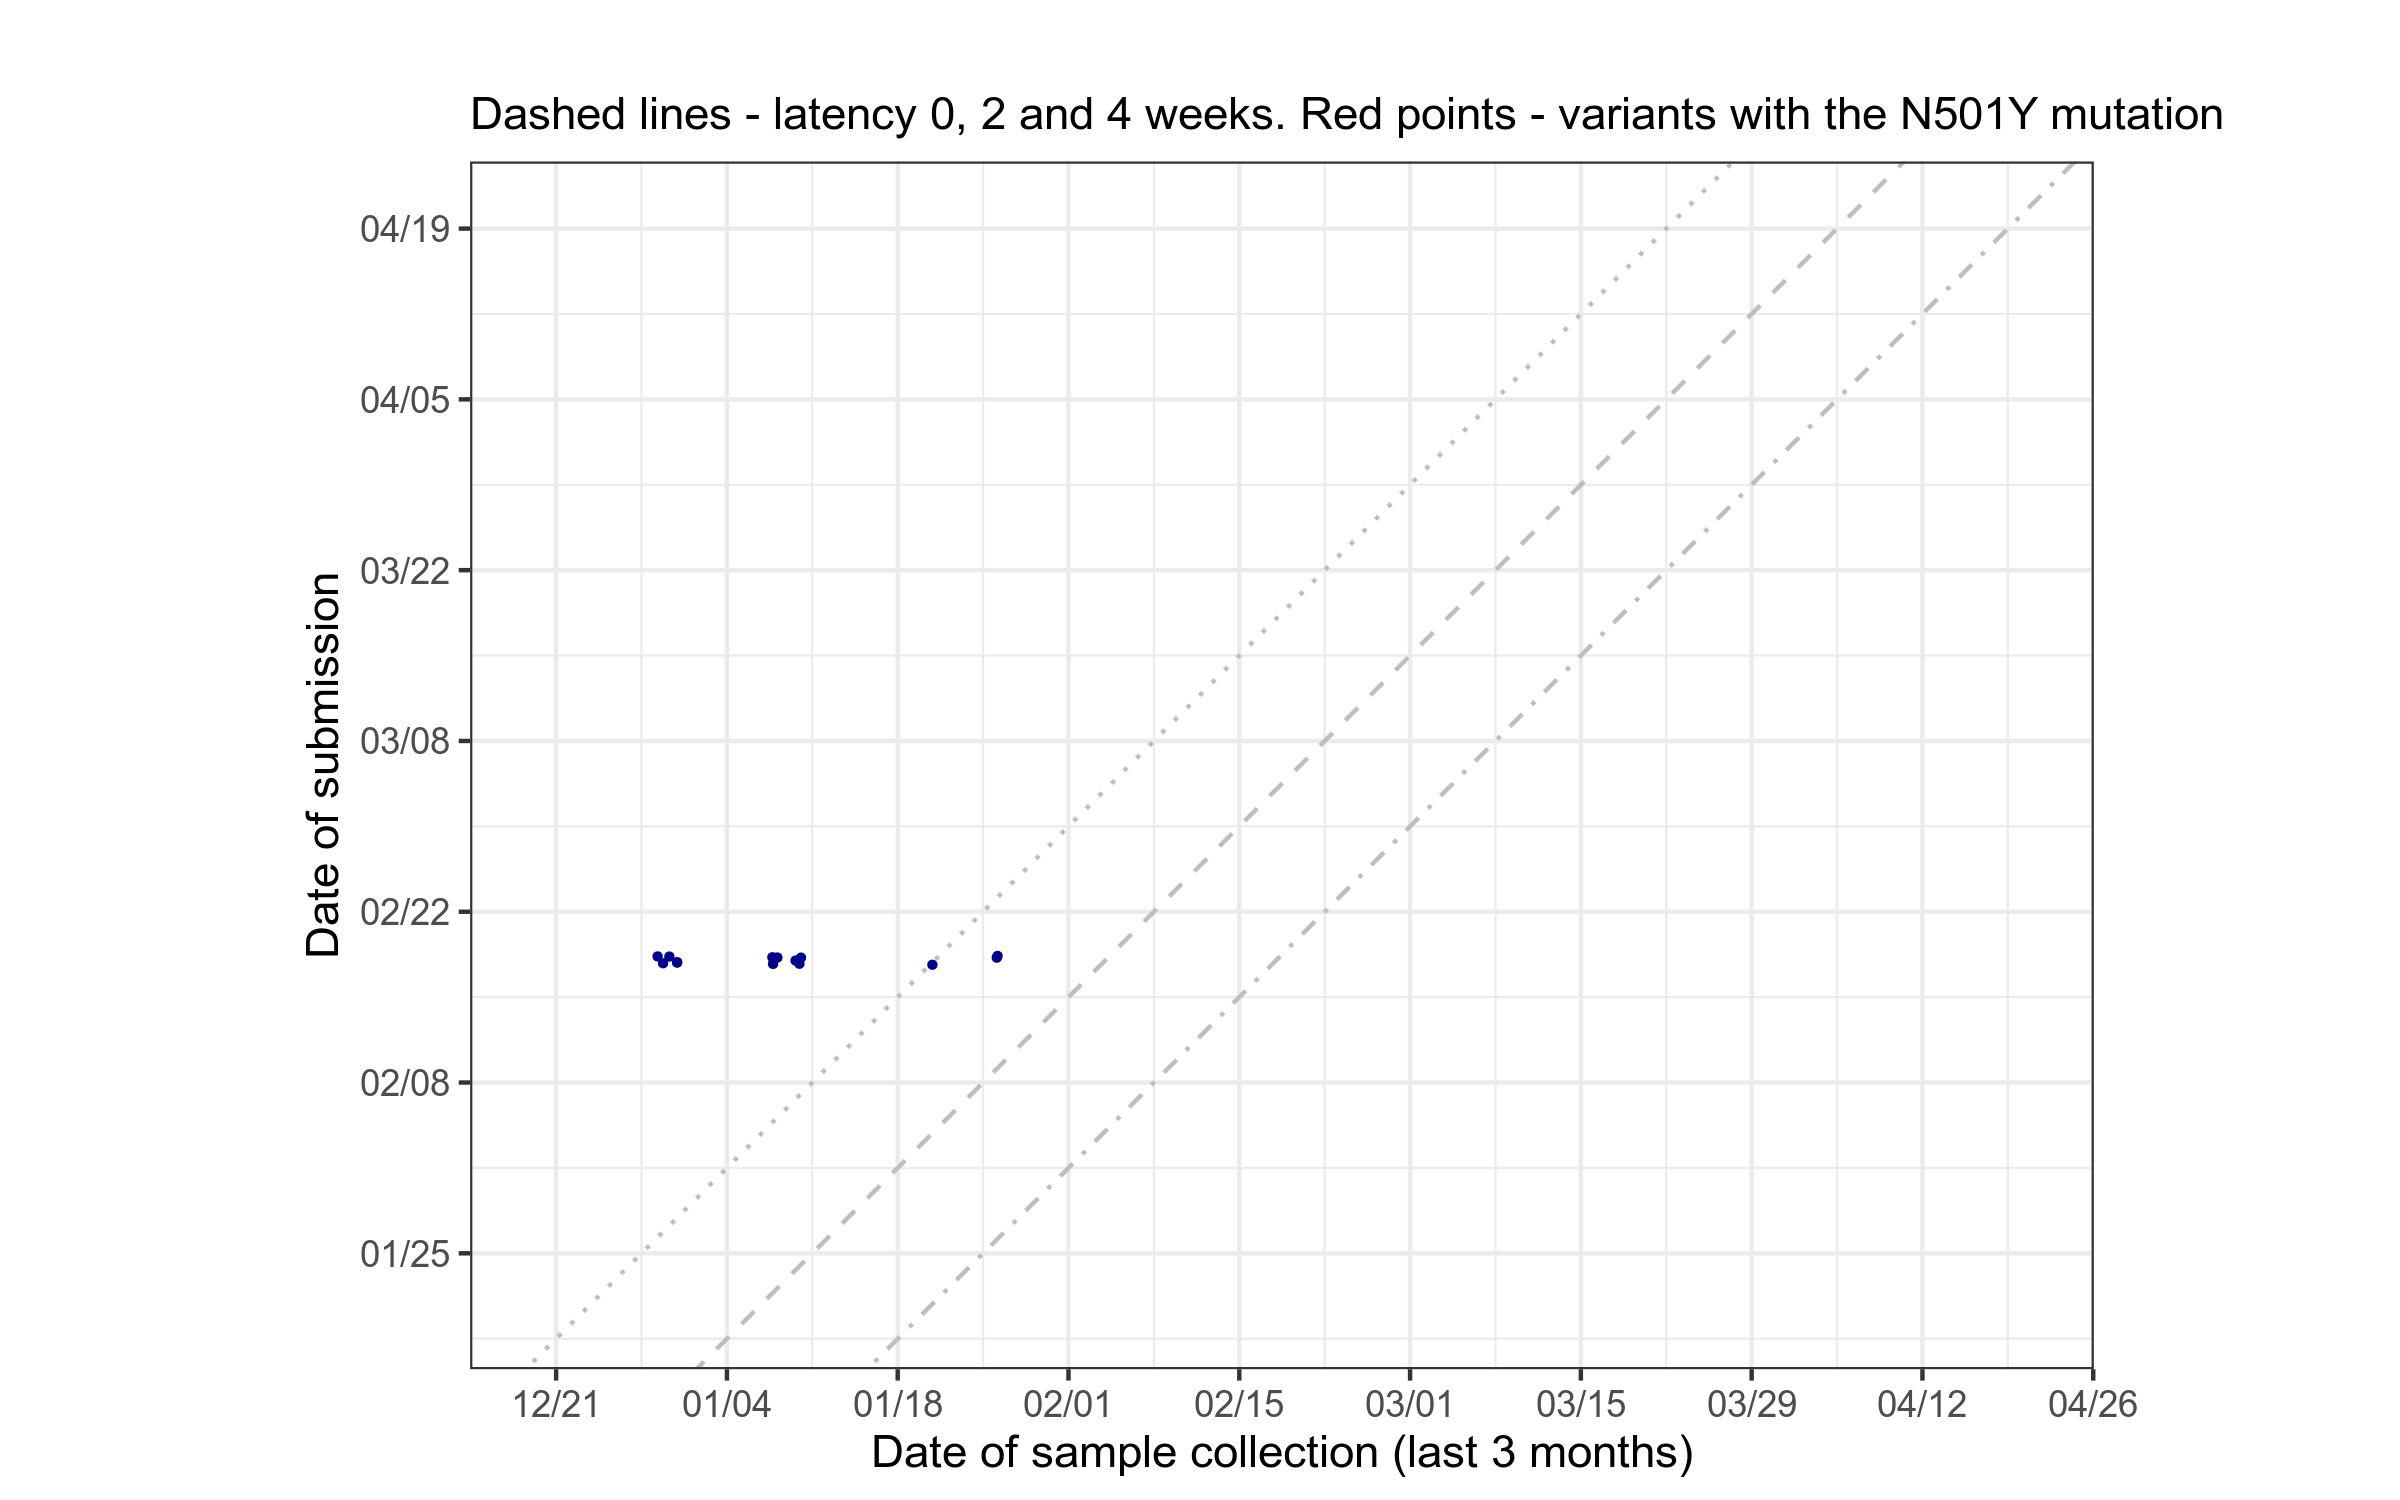 Dashed lines - latency 0, 2 and 4 weeks. Red points - variants with the N501Y mutation
Date of submission
04/19
04/05
03/22
03/08
02/22
02/08
01/25
12/21 01/04 01/18 02/01 02/15 03/01 03/15 03/29 04/12 04/26
Date of sample collection (last 3 months)